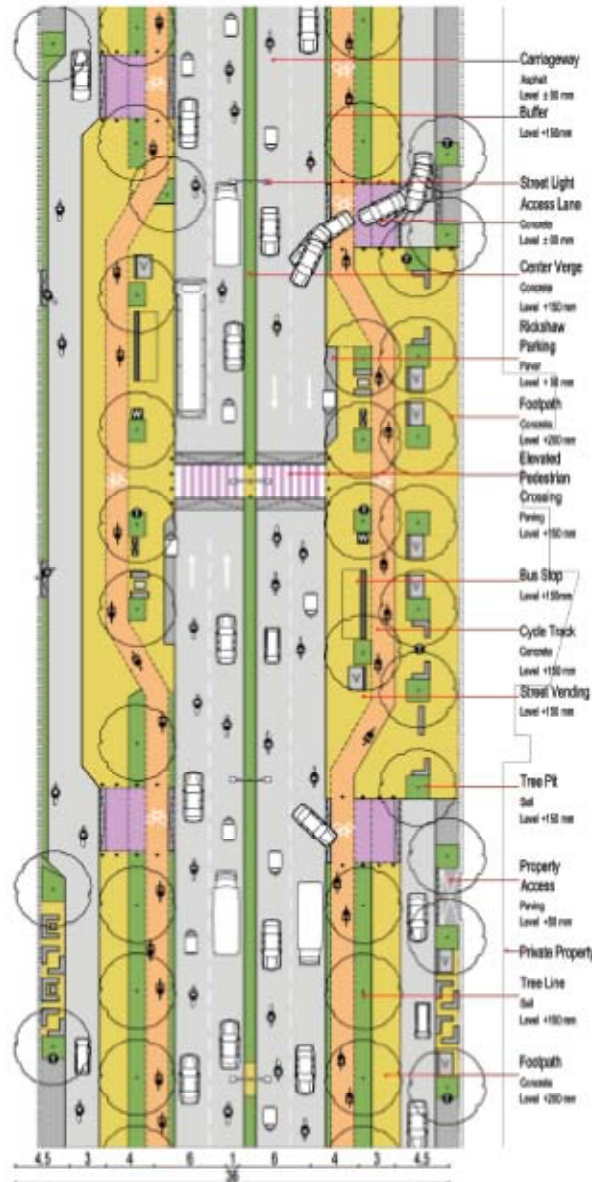 Carriageway
Asphalt
Level ± 00 mm
Buffer
Level +150mm
Street Light
Access Lane
Concrete
Level ± 00 mm
Center Verge
Concrete
Level +150 mm
Rickshaw
Parking
Paver
Level + 50 mm
Footpath
Concrete
Level +200 mm
Elevated
Pedestrian
Crossing
Paving
Level +150 mm
Bus Stop
Level +150mm
Cycle Track
Concrete
Level +150 mm
Street Vending
Level +150 mm
Tree Pit
Soil
Level +150 mm
Property
Access
Paving
Level +50 mm
Private Property
Tree Line
Soil
Level +150 mm
Footpath
Concrete
Level +200 mm
4.5 3 4 6 1 6 4 3 4.5
36